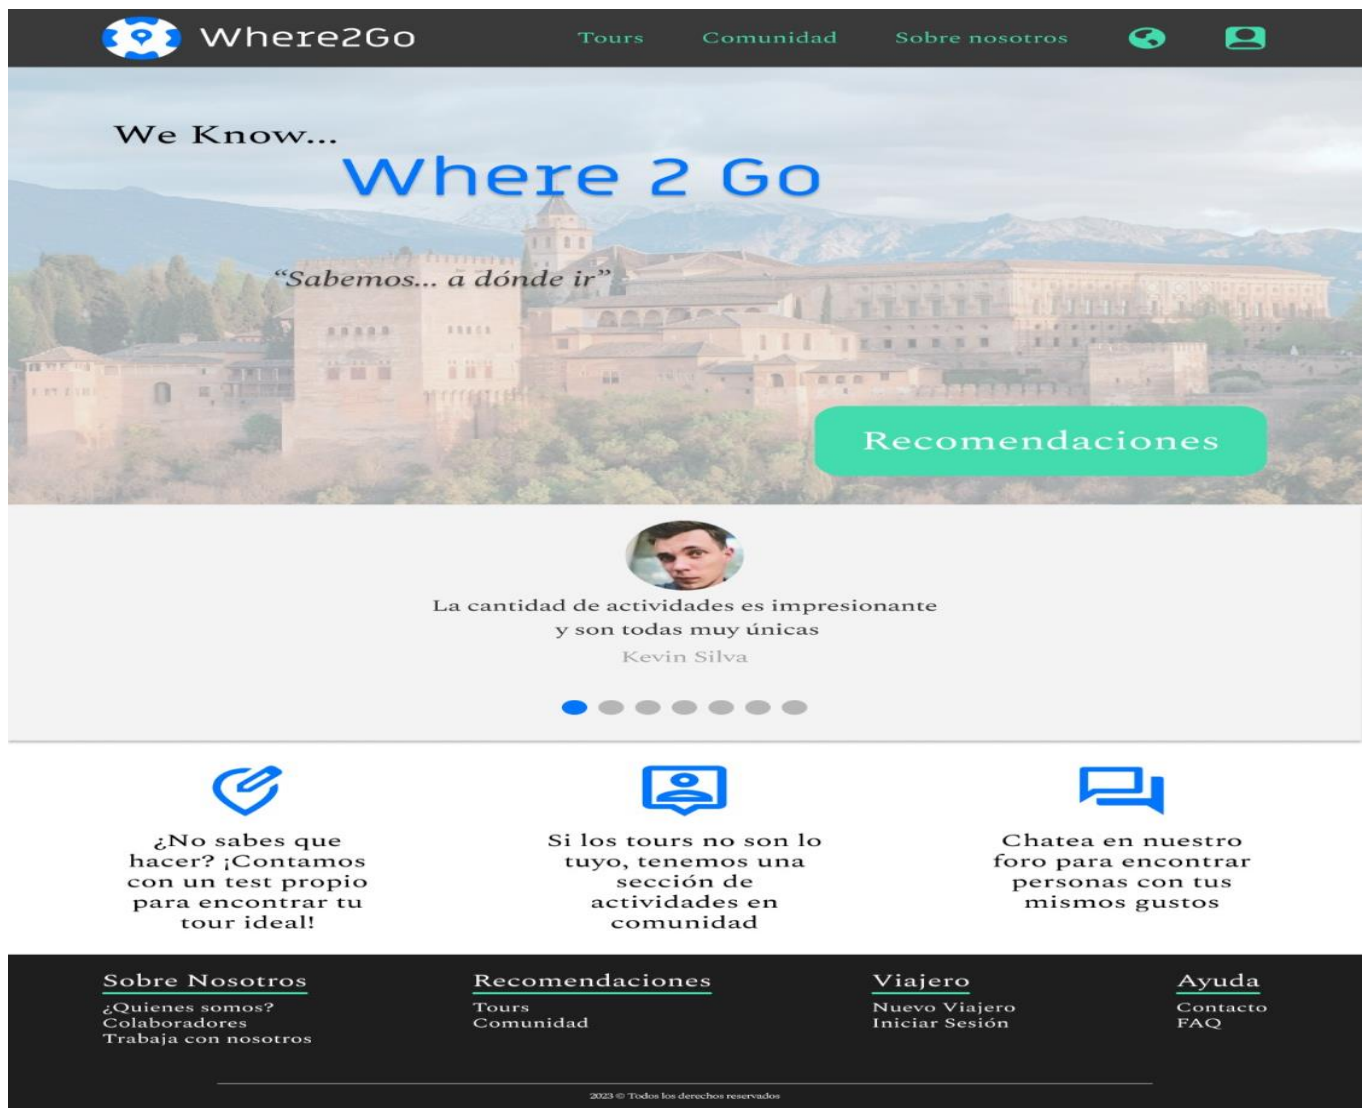 Where2Go
Tours
Comunidad
Sobre nosotros
We Know...
Where 2 Go
“Sabemos... a dónde ir”
Recomendaciones
La cantidad de actividades es impresionante
y son todas muy únicas
Kevin Silva
¿No sabes que
hacer? ¡Contamos
con un test propio
para encontrar tu
tour ideal!
Si los tours no son lo
tuyo, tenemos una
sección de
actividades en
comunidad
Chatea en nuestro
foro para encontrar
personas con tus
mismos gustos
Sobre Nosotros
¿Quienes somos?
Colaboradores
Trabaja con nosotros
Recomendaciones
Tours
Comunidad
Viajero
Nuevo Viajero
Iniciar Sesión
Ayuda
Contacto
FAQ
2023 © Todos los derechos reservados